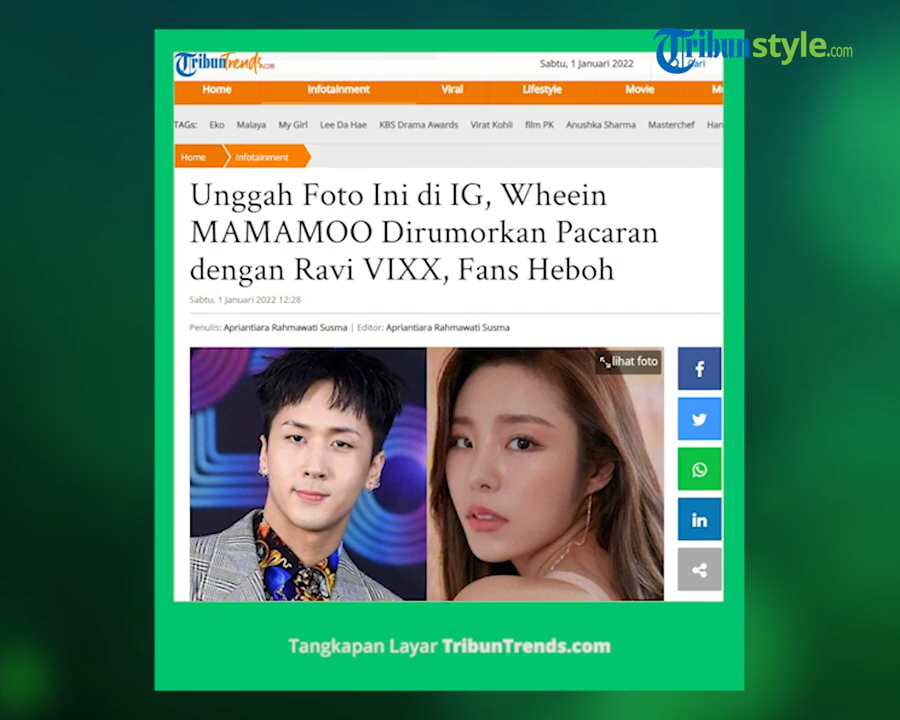 TribunTrends.com
Sabtu, 1 Januari 2022
Tribunstyle.com
Home Infotainment Viral Lifestyle Movie
TAGs: Eko Malaya My Girl Lee Da Hae KBS Drama Awards Virat Kohli film PK Anushka Sharma Masterchef
Home Infotainment
Unggah Foto Ini di IG, Wheein
MAMAMOO Dirumorkan Pacaran
dengan Ravi VIXX, Fans Heboh
Sabtu, 1 Januari 2022 12:28
Penulis: Apriantiara Rahmawati Susma | Editor: Apriantiara Rahmawati Susma
lihat foto
Tangkapan Layar TribunTrends.com